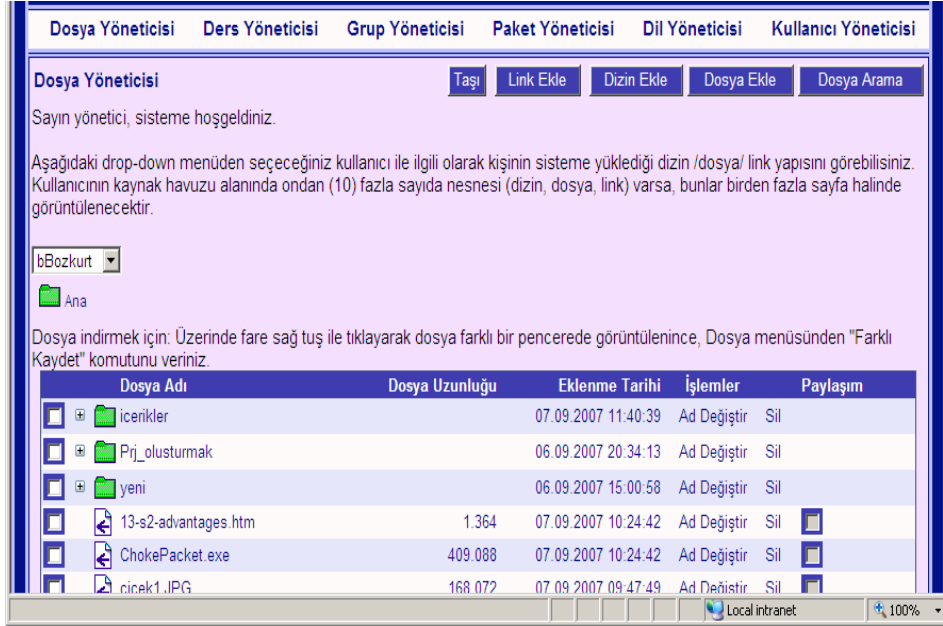 Dosya Yöneticisi Ders Yöneticisi Grup Yöneticisi Paket Yöneticisi Dil Yöneticisi Kullanıcı Yöneticisi
Dosya Yöneticisi Taşı Link Ekle Dizin Ekle Dosya Ekle Dosya Arama
Sayın yönetici, sisteme hoşgeldiniz.
Aşağıdaki drop-down menüden seçeceğiniz kullanıcı ile ilgili olarak kişinin sisteme yüklediği dizin /dosya/ link yapısını görebilisiniz.
Kullanıcının kaynak havuzu alanında ondan (10) fazla sayıda nesnesi (dizin, dosya, link) varsa, bunlar birden fazla sayfa halinde
görüntülenecektir.
bBozkurt
Ana
Dosya indirmek için: Üzerinde fare sağ tuş ile tıklayarak dosya farklı bir pencerede görüntülenince, Dosya menüsünden "Farklı
Kaydet" komutunu veriniz.
Dosya Adı Dosya Uzunluğu Eklenme Tarihi İşlemler Paylaşım
icerikler 07.09.2007 11:40:39 Ad Değiştir Sil
Prj_olusturmak 06.09.2007 20:34:13 Ad Değiştir Sil
yeni 06.09.2007 15:00:58 Ad Değiştir Sil
13-s2-advantages.htm 1.364 07.09.2007 10:24:42 Ad Değiştir Sil
ChokePacket.exe 409.088 07.09.2007 10:24:42 Ad Değiştir Sil
cicek1.JPG 168.072 07.09.2007 09:47:49 Ad Değiştir Sil
Local intranet 100%